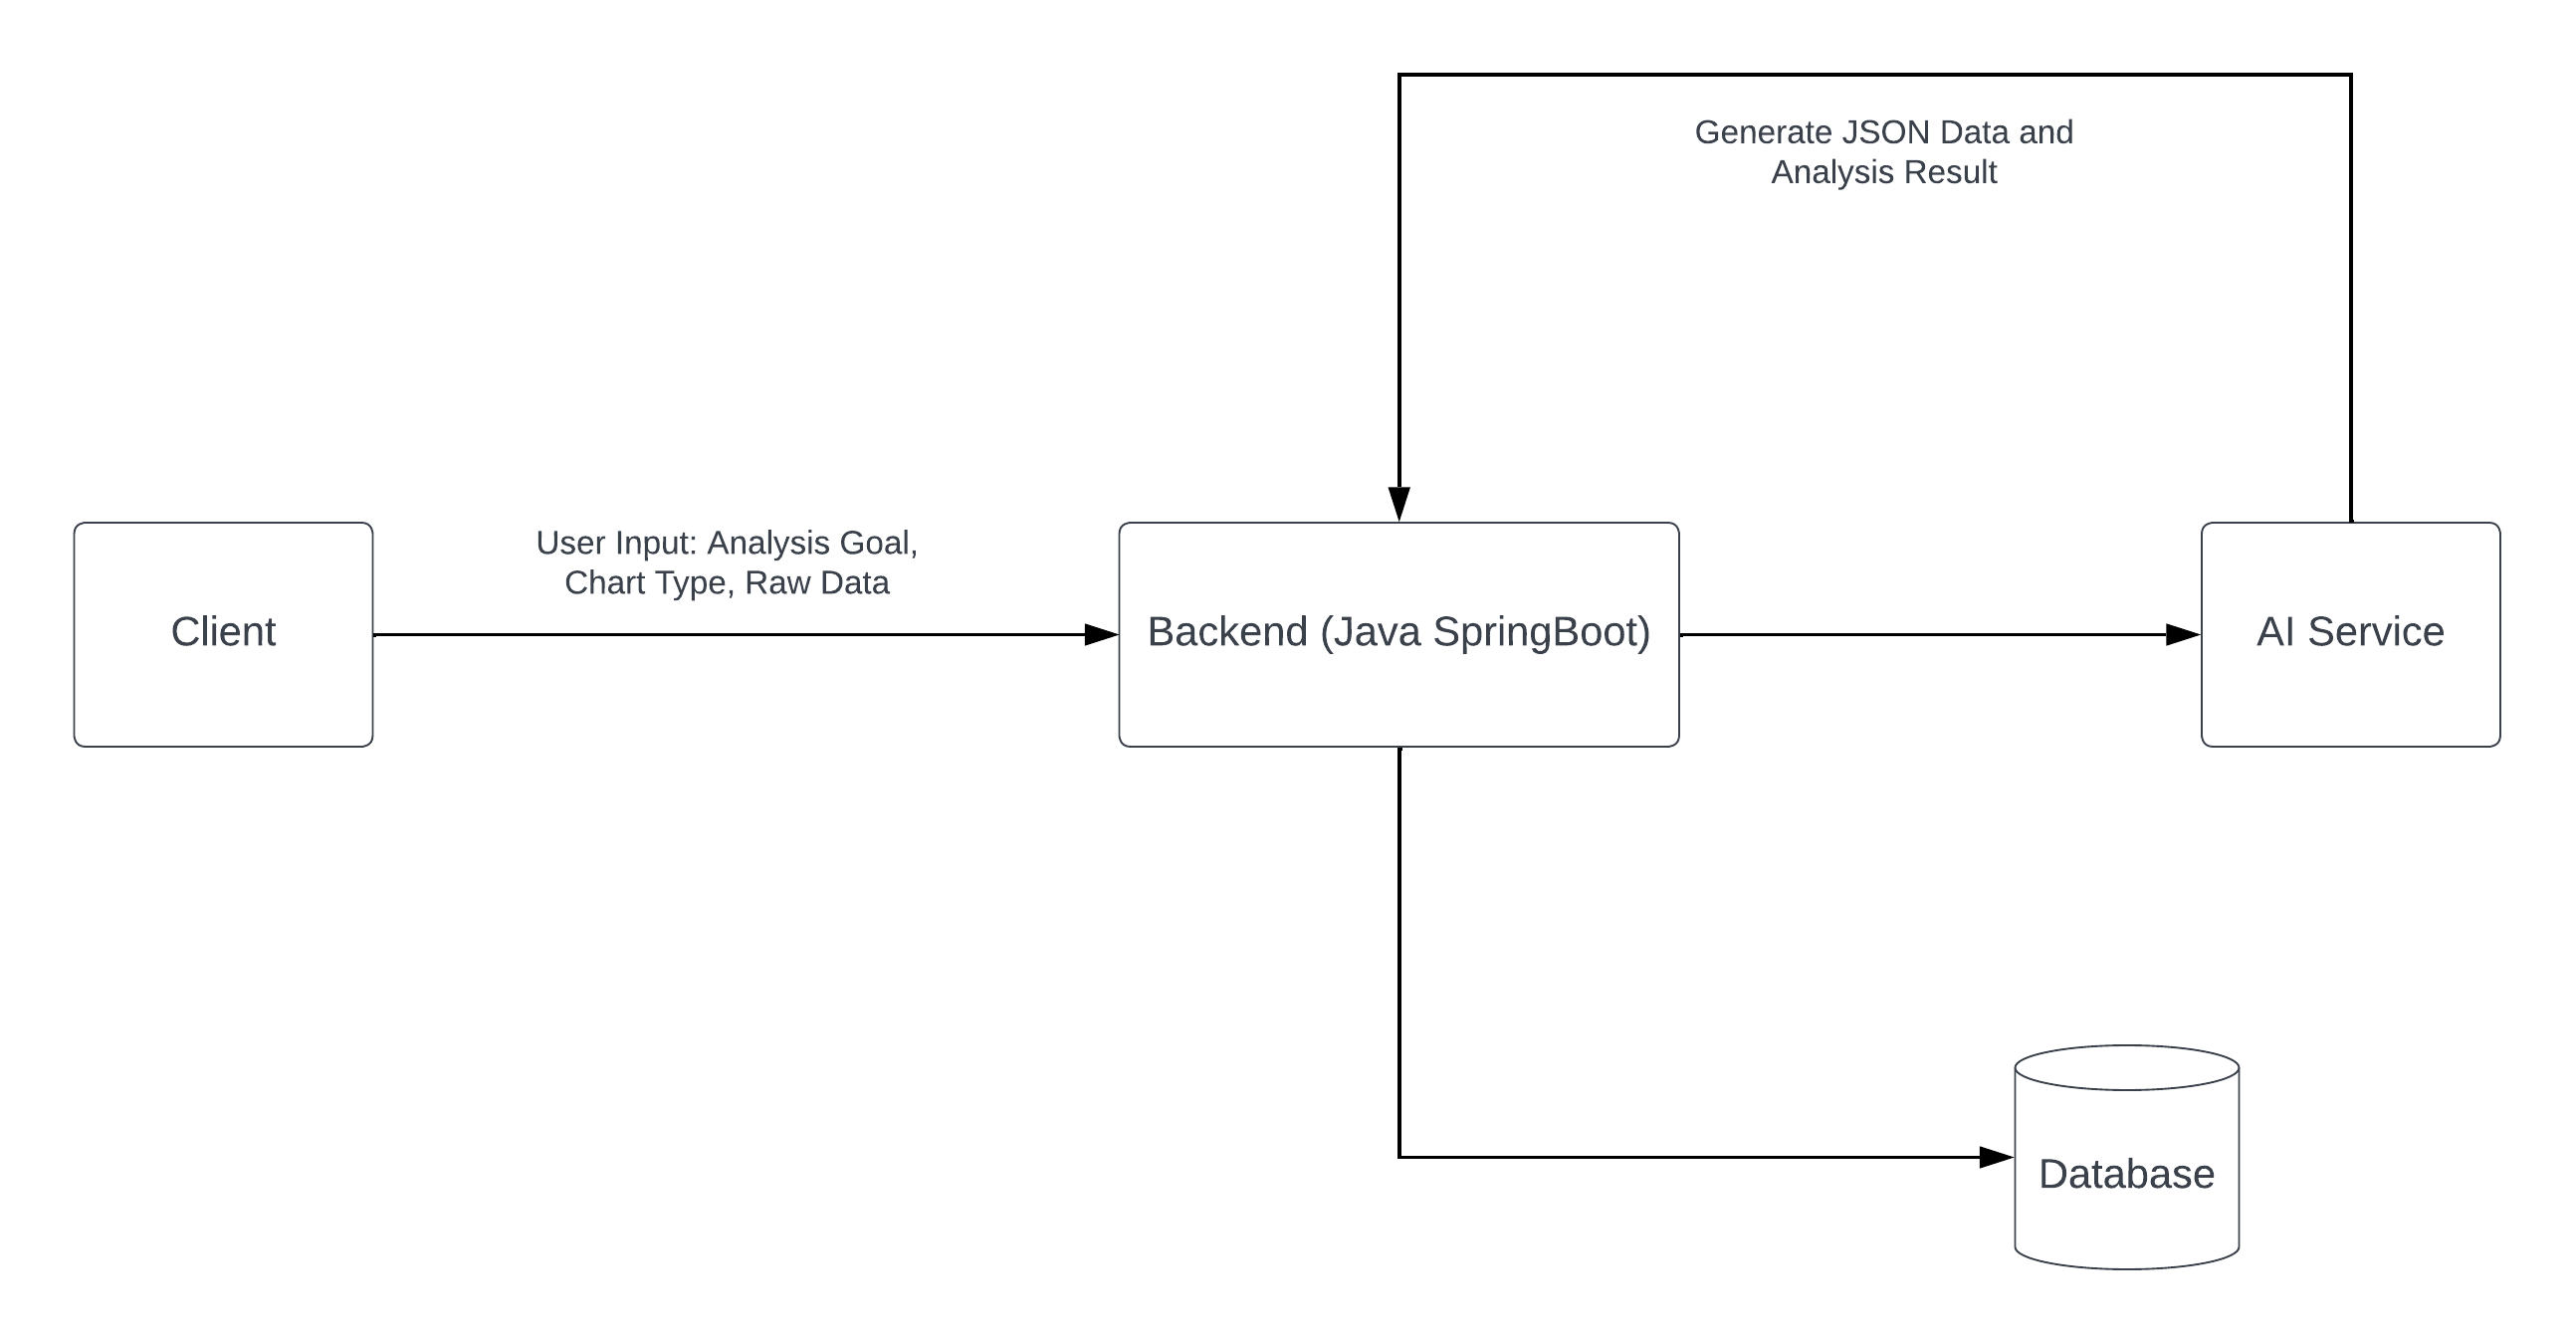 Generate JSON Data and
Analysis Result
User Input: Analysis Goal,
Chart Type, Raw Data
Client
Backend (Java SpringBoot)
AI Service
Database